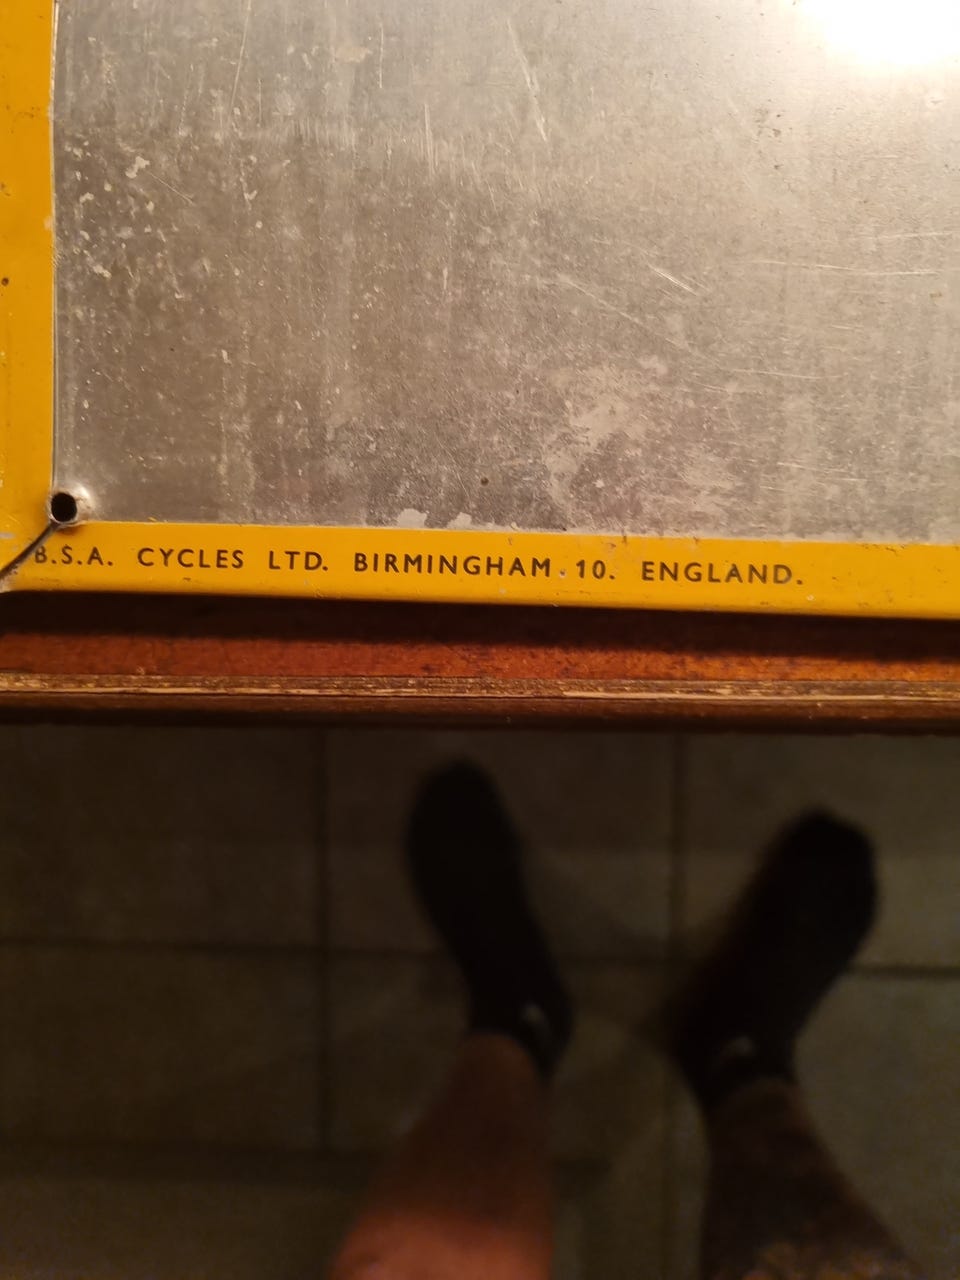 B.S.A. CYCLES LTD. BIRMINGHAM. 10. ENGLAND.